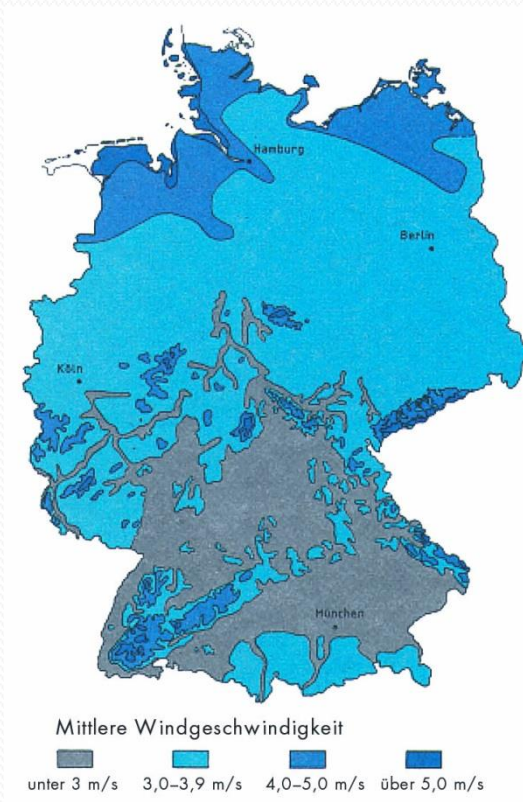 Hamburg
Berlin
Köln
München
Mittlere Windgeschwindigkeit
unter 3 m/s 3,0–3,9 m/s 4,0–5,0 m/s über 5,0 m/s